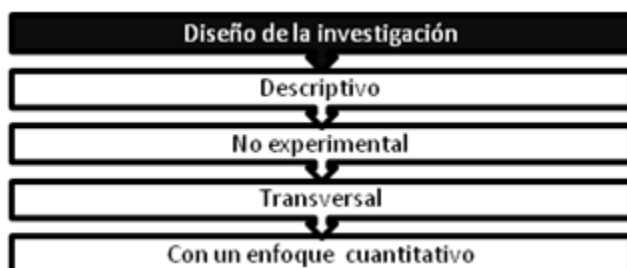 Diseño de la investigación
Descriptivo
No experimental
Transversal
Con un enfoque cuantitativo